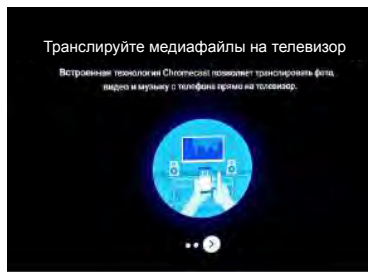 Транслируйте медиафайлы на телевизор
Встроенная технология Chromecast позволяет транслировать фото,
видео и музыку с телефона прямо на телевизор.